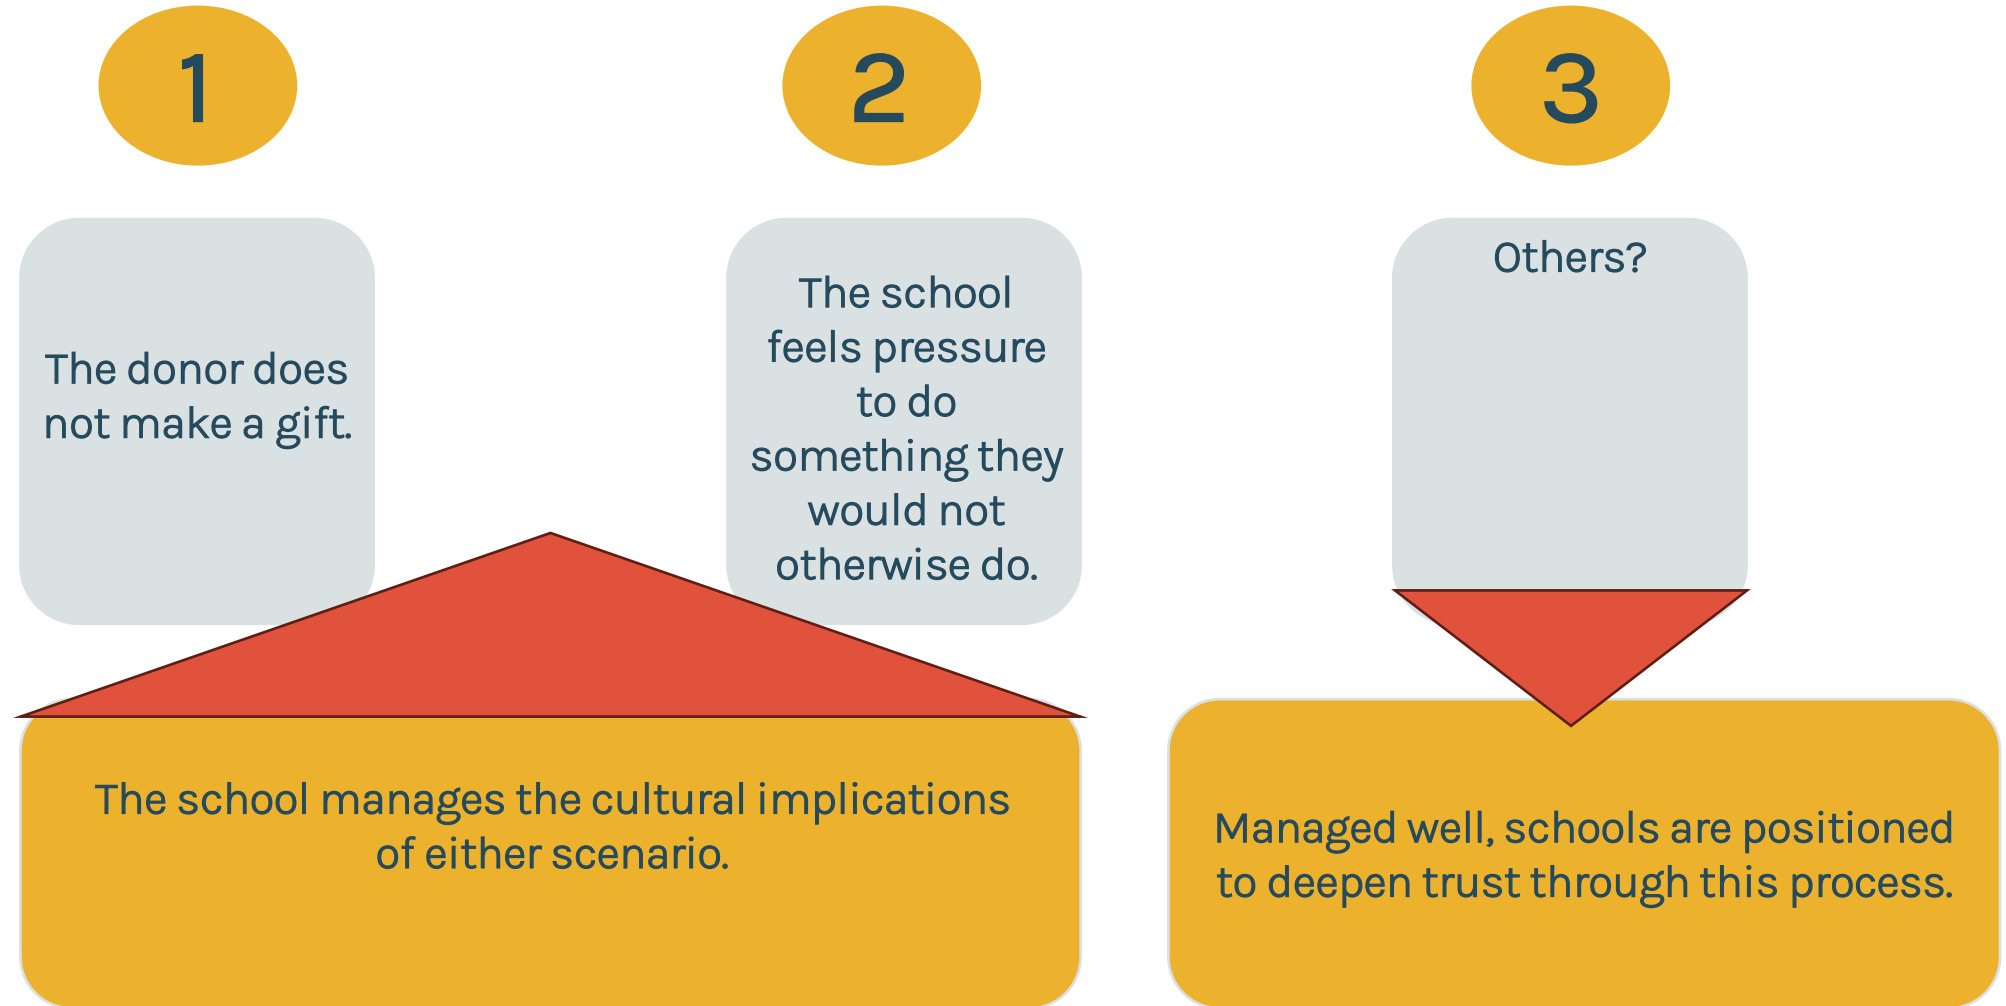 1
The donor does
not make a gift.
2
The school
feels pressure
to do
something they
would not
otherwise do.
3
Others?
The school manages the cultural implications
of either scenario.
Managed well, schools are positioned
to deepen trust through this process.